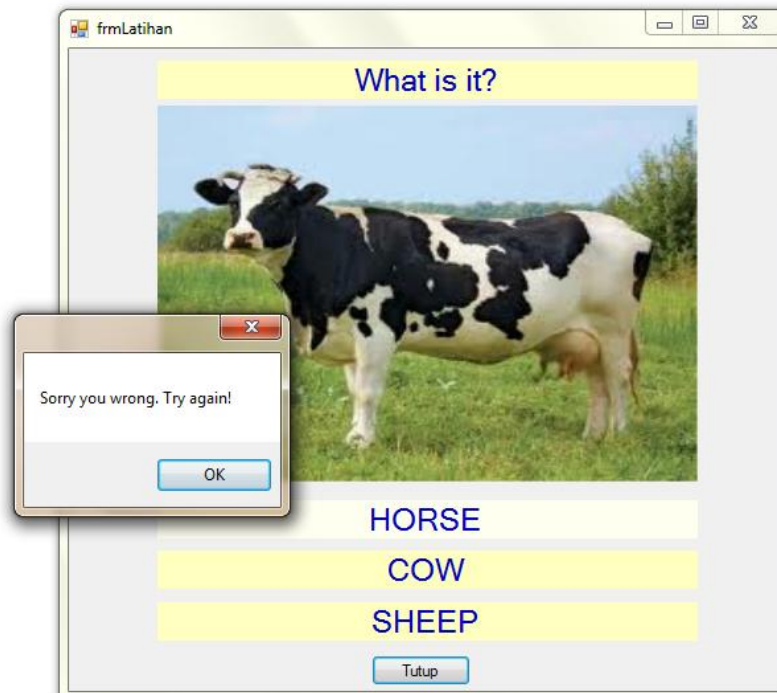 frmLatihan
What is it?
Sorry you wrong. Try again!
OK
HORSE
COW
SHEEP
Tutup